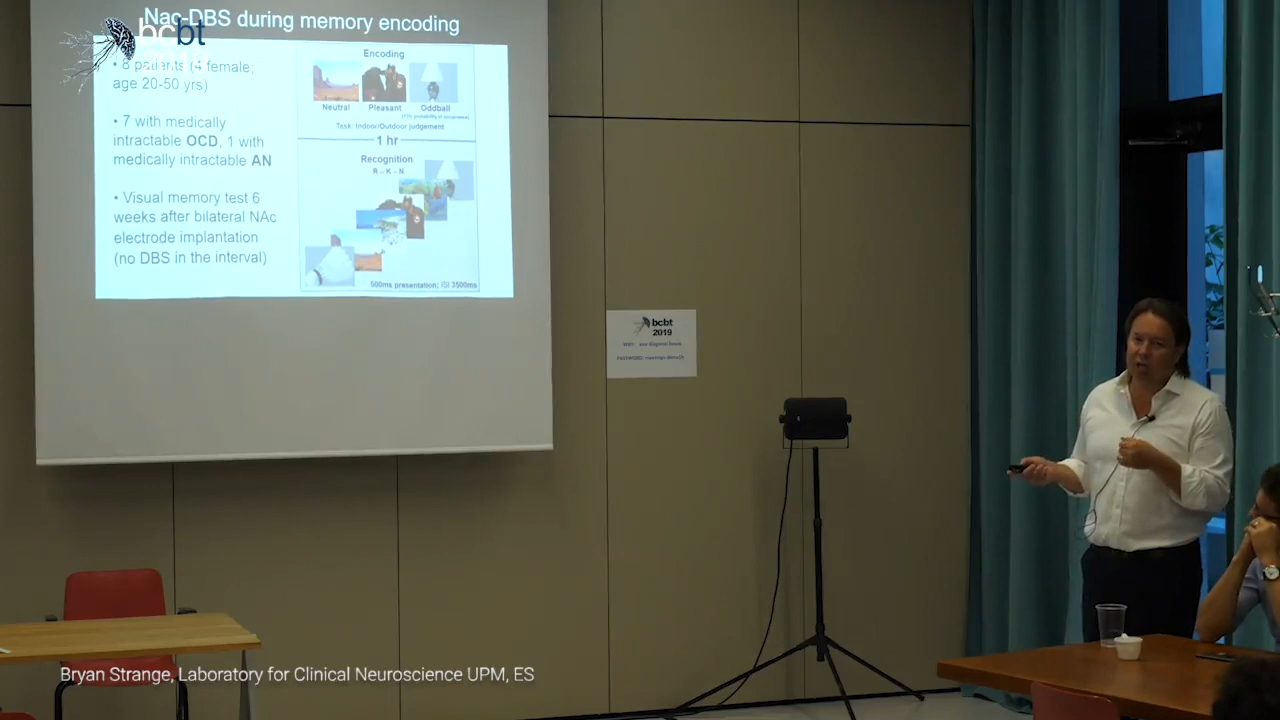 Nac-DBS during memory encoding
bcbt
2019
• 8 patients (4 female;
age 20-50 yrs)
• 7 with medically
intractable OCD, 1 with
medically intractable AN
• Visual memory test 6
weeks after bilateral NAc
electrode implantation
(no DBS in the interval)
Encoding
Neutral Pleasant Oddball
Task: Indoor/Outdoor judgement
1 hr
Recognition
R – K – N
500ms presentation; ISI 3500ms
bcbt
2019
Bryan Strange, Laboratory for Clinical Neuroscience UPM, ES